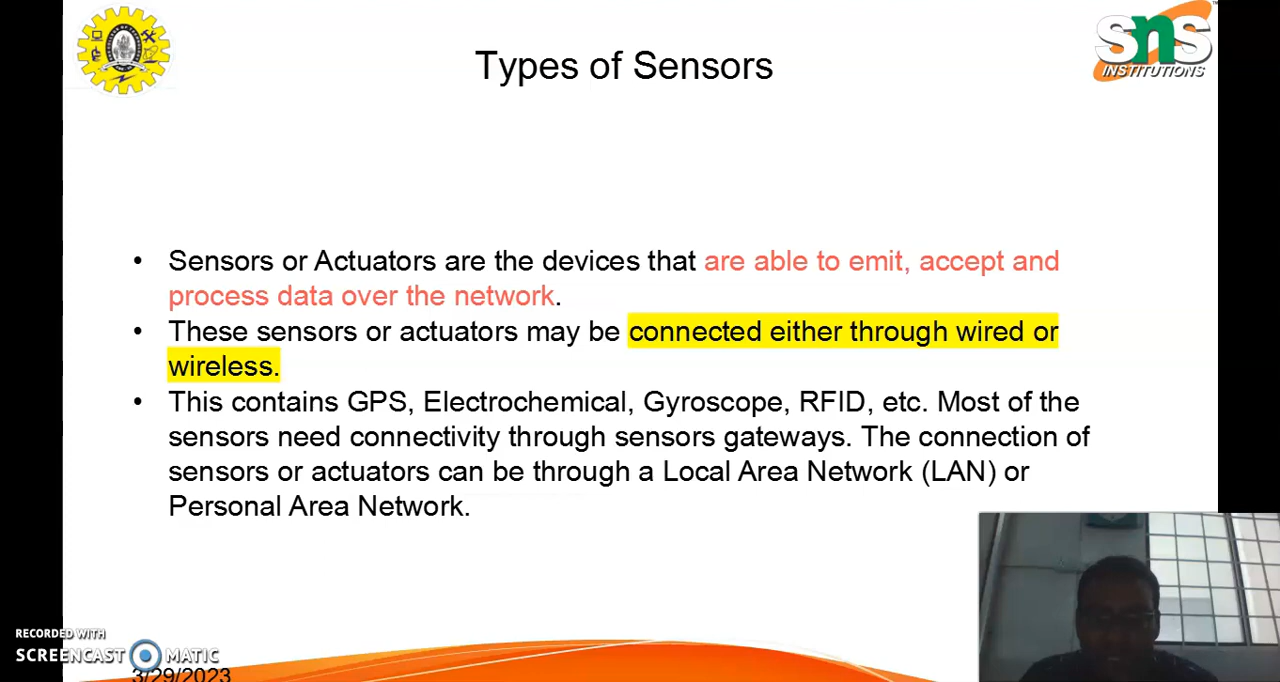 Types of Sensors
SnS
INSTITUTIONS
• Sensors or Actuators are the devices that are able to emit, accept and
process data over the network.
• These sensors or actuators may be connected either through wired or
wireless.
• This contains GPS, Electrochemical, Gyroscope, RFID, etc. Most of the
sensors need connectivity through sensors gateways. The connection of
sensors or actuators can be through a Local Area Network (LAN) or
Personal Area Network.
RECORDED WITH
SCREENCAST MATIC
3/29/2023